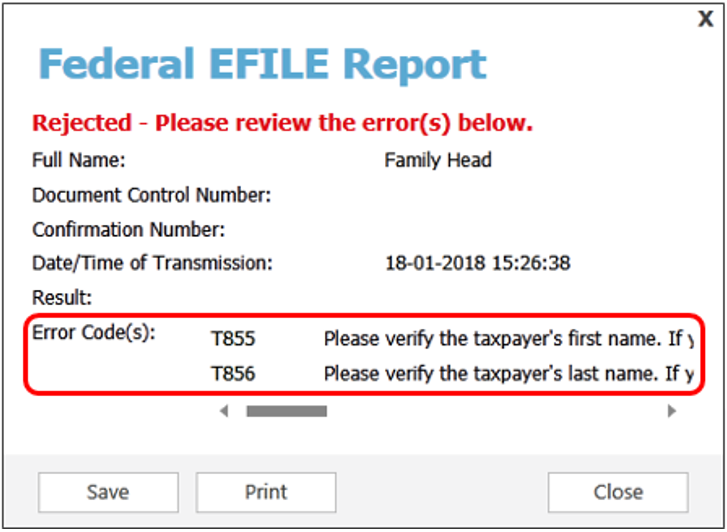 X
Federal EFILE Report
Rejected - Please review the error(s) below.
Full Name: Family Head
Document Control Number:
Confirmation Number:
Date/Time of Transmission: 18-01-2018 15:26:38
Result:
Error Code(s): T855 Please verify the taxpayer's first name. If
T856 Please verify the taxpayer's last name. If
Save Print Close